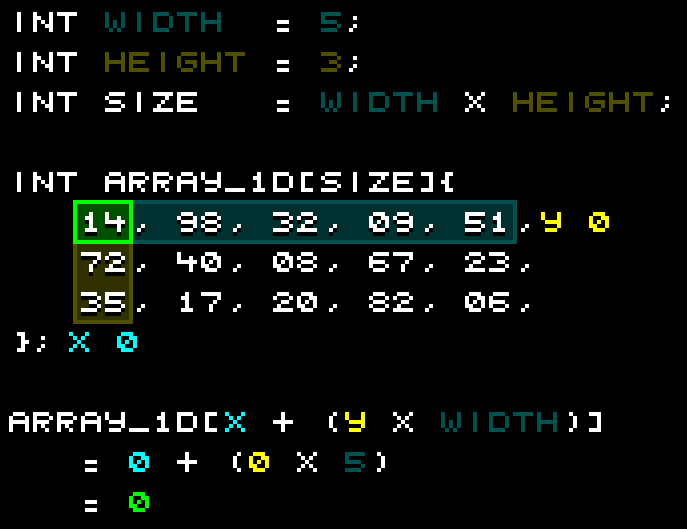 INT WIDTH = 5;
INT HEIGHT = 3;
INT SIZE = WIDTH X HEIGHT;
INT ARRAY_1D[SIZE]{
14, 98, 32, 09, 51, Y 0
72, 40, 08, 67, 23,
35, 17, 20, 82, 06,
}; X 0
ARRAY_1D[X + (Y X WIDTH)]
= 0 + (0 X 5)
= 0